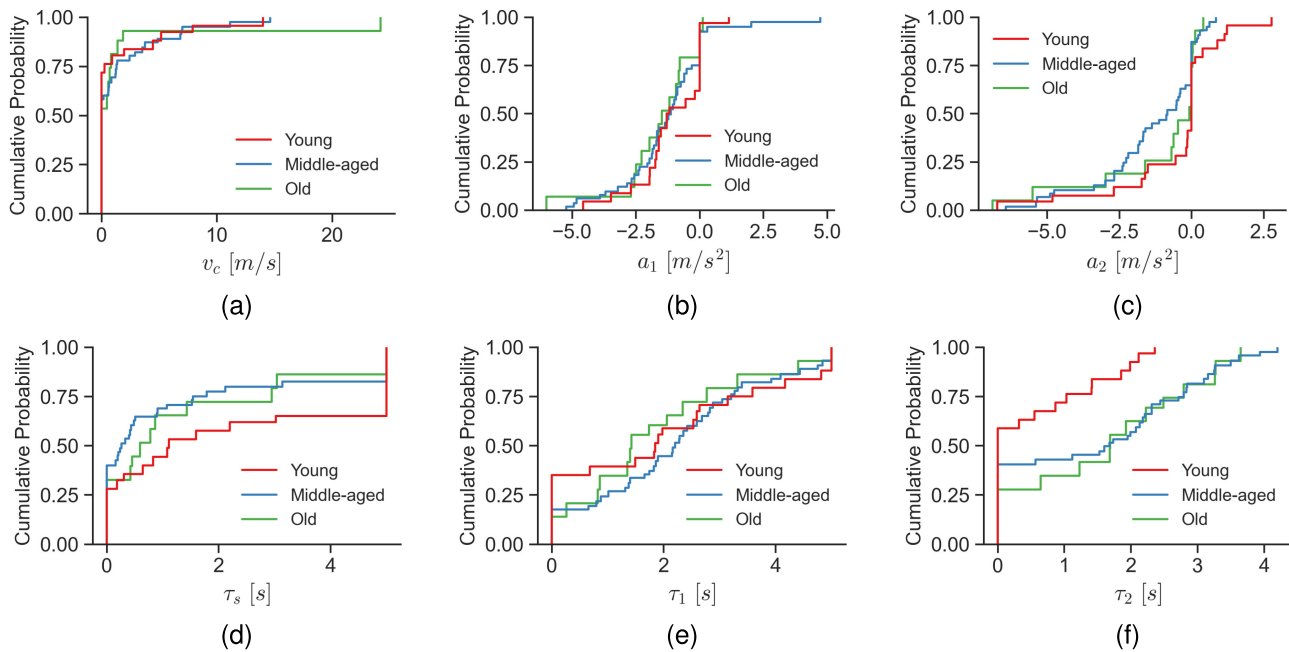 Cumulative Probability
1.00
0.75
0.50
0.25
0.00
0
10
20
Young
Middle-aged
Old
v_c [m/s]
(a)
Cumulative Probability
1.00
0.75
0.50
0.25
0.00
−5.0
−2.5
0.0
2.5
5.0
Young
Middle-aged
Old
a_1 [m/s^2]
(b)
Cumulative Probability
1.00
0.75
0.50
0.25
0.00
−5.0
−2.5
0.0
2.5
Young
Middle-aged
Old
a_2 [m/s^2]
(c)
Cumulative Probability
1.00
0.75
0.50
0.25
0.00
0
2
4
Young
Middle-aged
Old
τ_s [s]
(d)
Cumulative Probability
1.00
0.75
0.50
0.25
0.00
0
2
4
Young
Middle-aged
Old
τ_1 [s]
(e)
Cumulative Probability
1.00
0.75
0.50
0.25
0.00
0
1
2
3
4
Young
Middle-aged
Old
τ_2 [s]
(f)